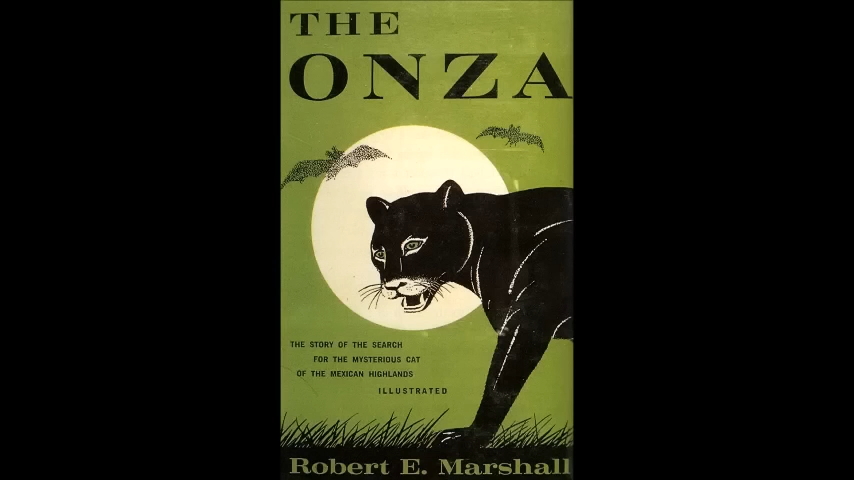 THE
ONZA
THE STORY OF THE SEARCH
FOR THE MYSTERIOUS CAT
OF THE MEXICAN HIGHLANDS
ILLUSTRATED
Robert E. Marshall